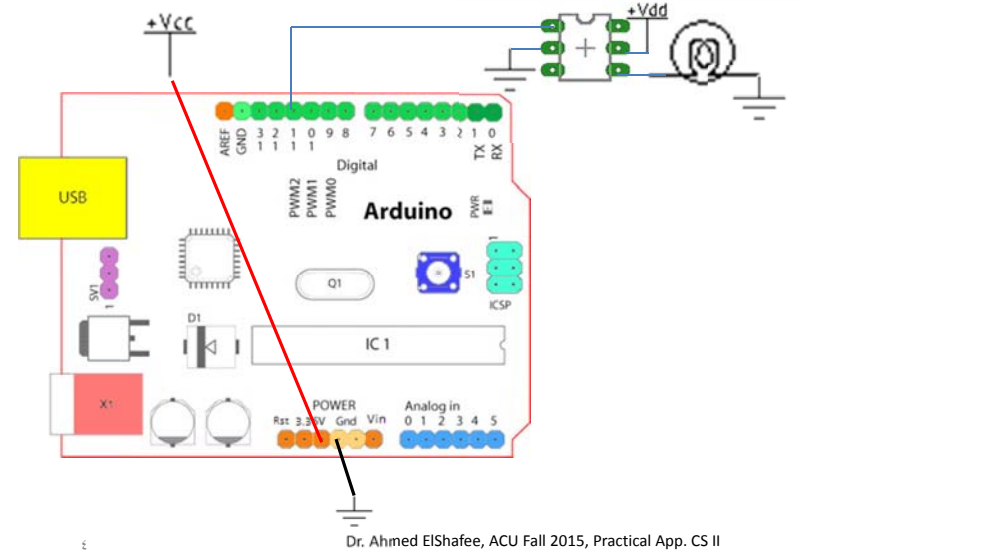 +Vcc
+Vdd
AREF
GND
13
12
11
10
9
8
7
6
5
4
3
2
1
0
TX
RX
Digital
PWM2
PWM1
PWM0
Arduino
PWR
USB
1
SV1
1
Q1
S1
ICSP
D1
IC 1
X1
POWER
Rst 3.3 5V Gnd Vin
Analog in
0 1 2 3 4 5
٤
Dr. Ahmed ElShafee, ACU Fall 2015, Practical App. CS II